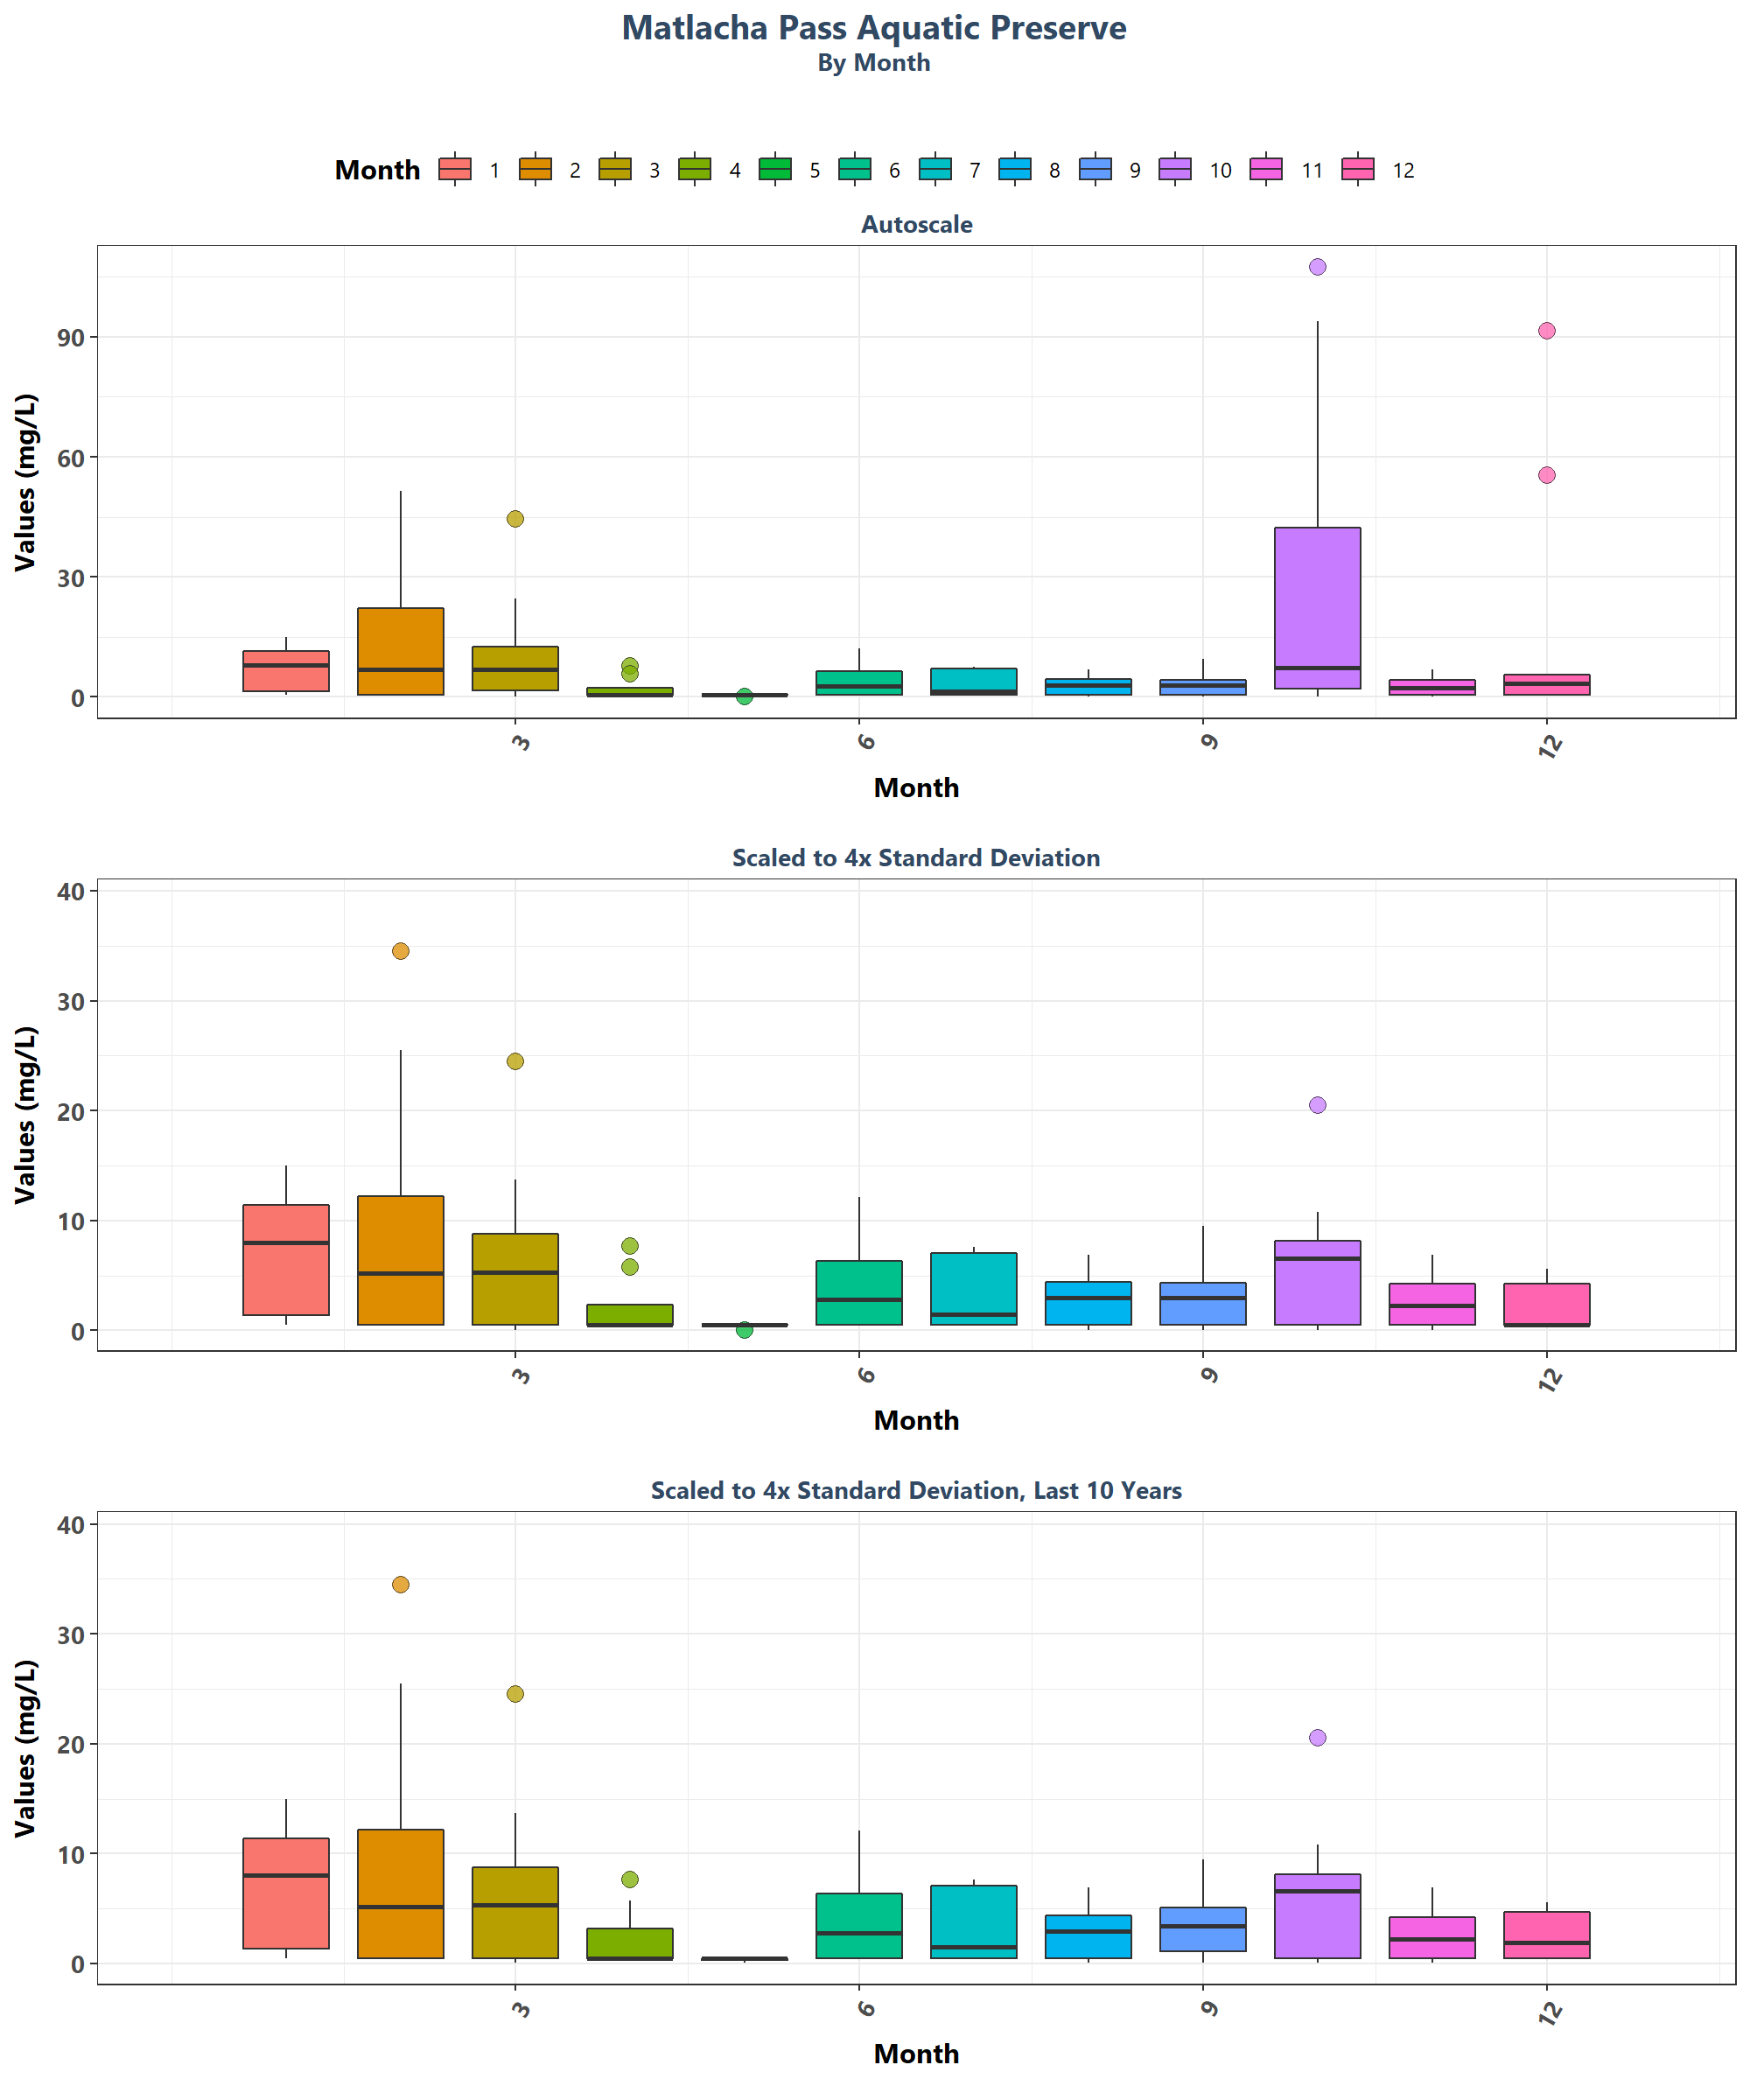 Matlacha Pass Aquatic Preserve
By Month
Month 1 2 3 4 5 6 7 8 9 10 11 12
Autoscale
Values (mg/L)
90
60
30
0
3 6 9 12
Month
Scaled to 4x Standard Deviation
Values (mg/L)
40
30
20
10
0
3 6 9 12
Month
Scaled to 4x Standard Deviation, Last 10 Years
Values (mg/L)
40
30
20
10
0
3 6 9 12
Month